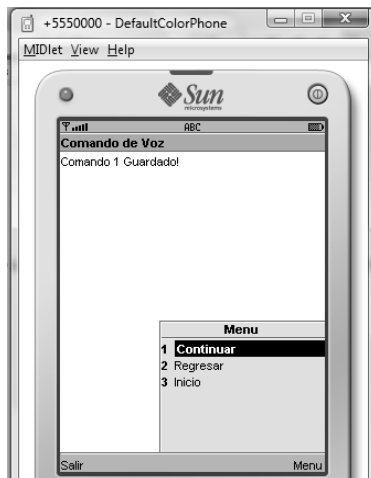 +5550000 - DefaultColorPhone
MIDlet View Help
Sun
microsystems
ABC
Comando de Voz
Comando 1 Guardado!
Menu
1 Continuar
2 Regresar
3 Inicio
Salir Menu